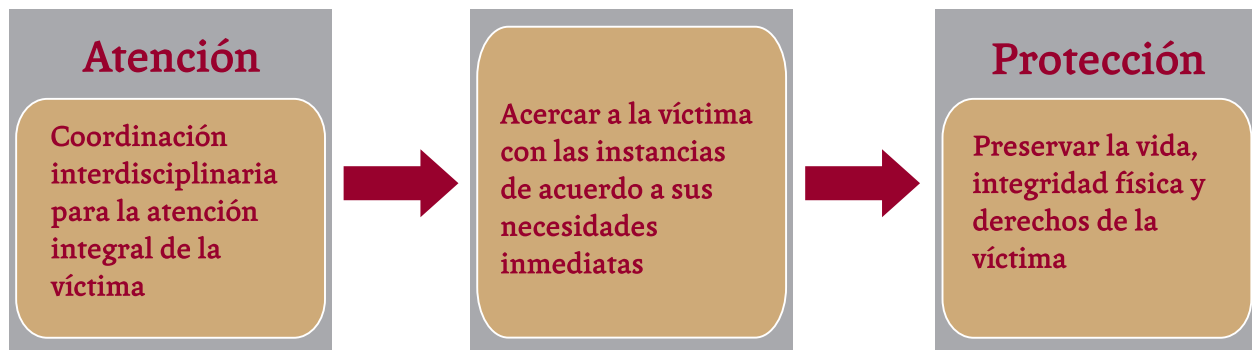 Atención
Coordinación
interdisciplinaria
para la atención
integral de la
víctima
Acercar a la víctima
con las instancias
de acuerdo a sus
necesidades
inmediatas
Protección
Preservar la vida,
integridad física y
derechos de la
víctima